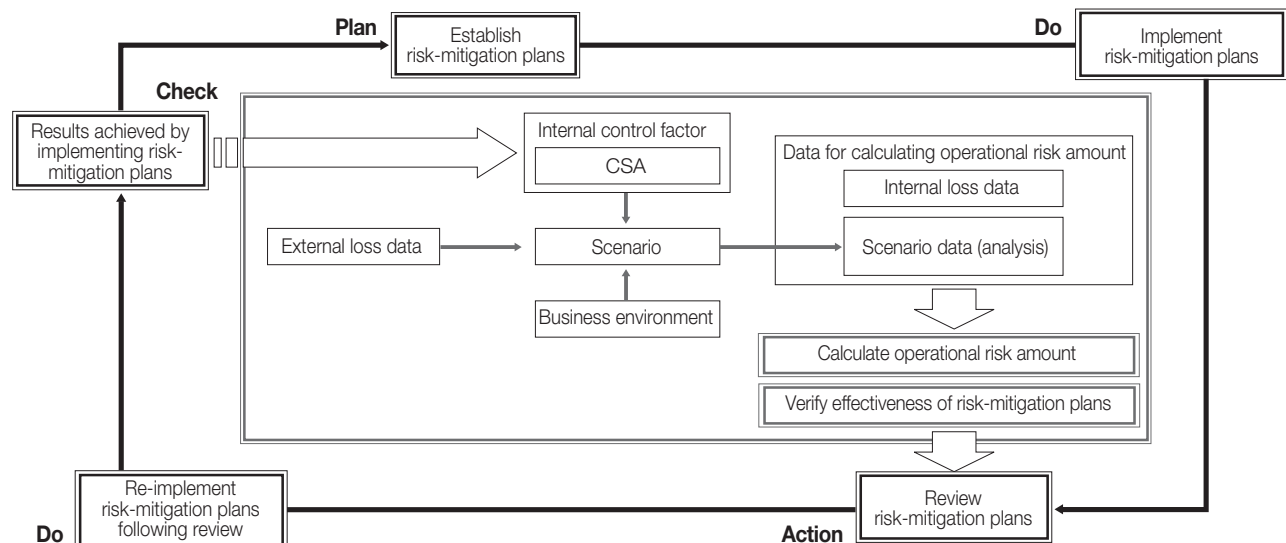 Plan
Establish
risk-mitigation plans
Do
Implement
risk-mitigation plans
Check
Results achieved by
implementing risk-
mitigation plans
Internal control factor
CSA
Data for calculating operational risk amount
Internal loss data
External loss data
Scenario
Scenario data (analysis)
Business environment
Calculate operational risk amount
Verify effectiveness of risk-mitigation plans
Re-implement
risk-mitigation plans
following review
Do
Review
risk-mitigation plans
Action